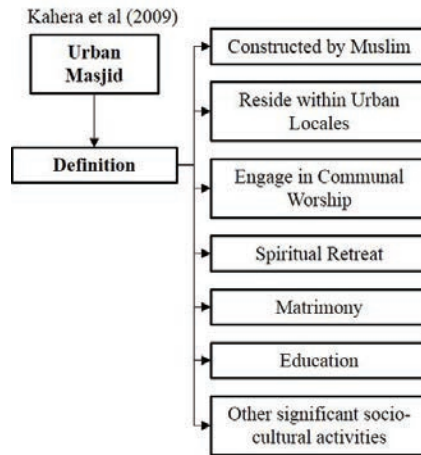 Kahera et al (2009)
Urban
Masjid
Definition
Constructed by Muslim
Reside within Urban
Locales
Engage in Communal
Worship
Spiritual Retreat
Matrimony
Education
Other significant socio-
cultural activities